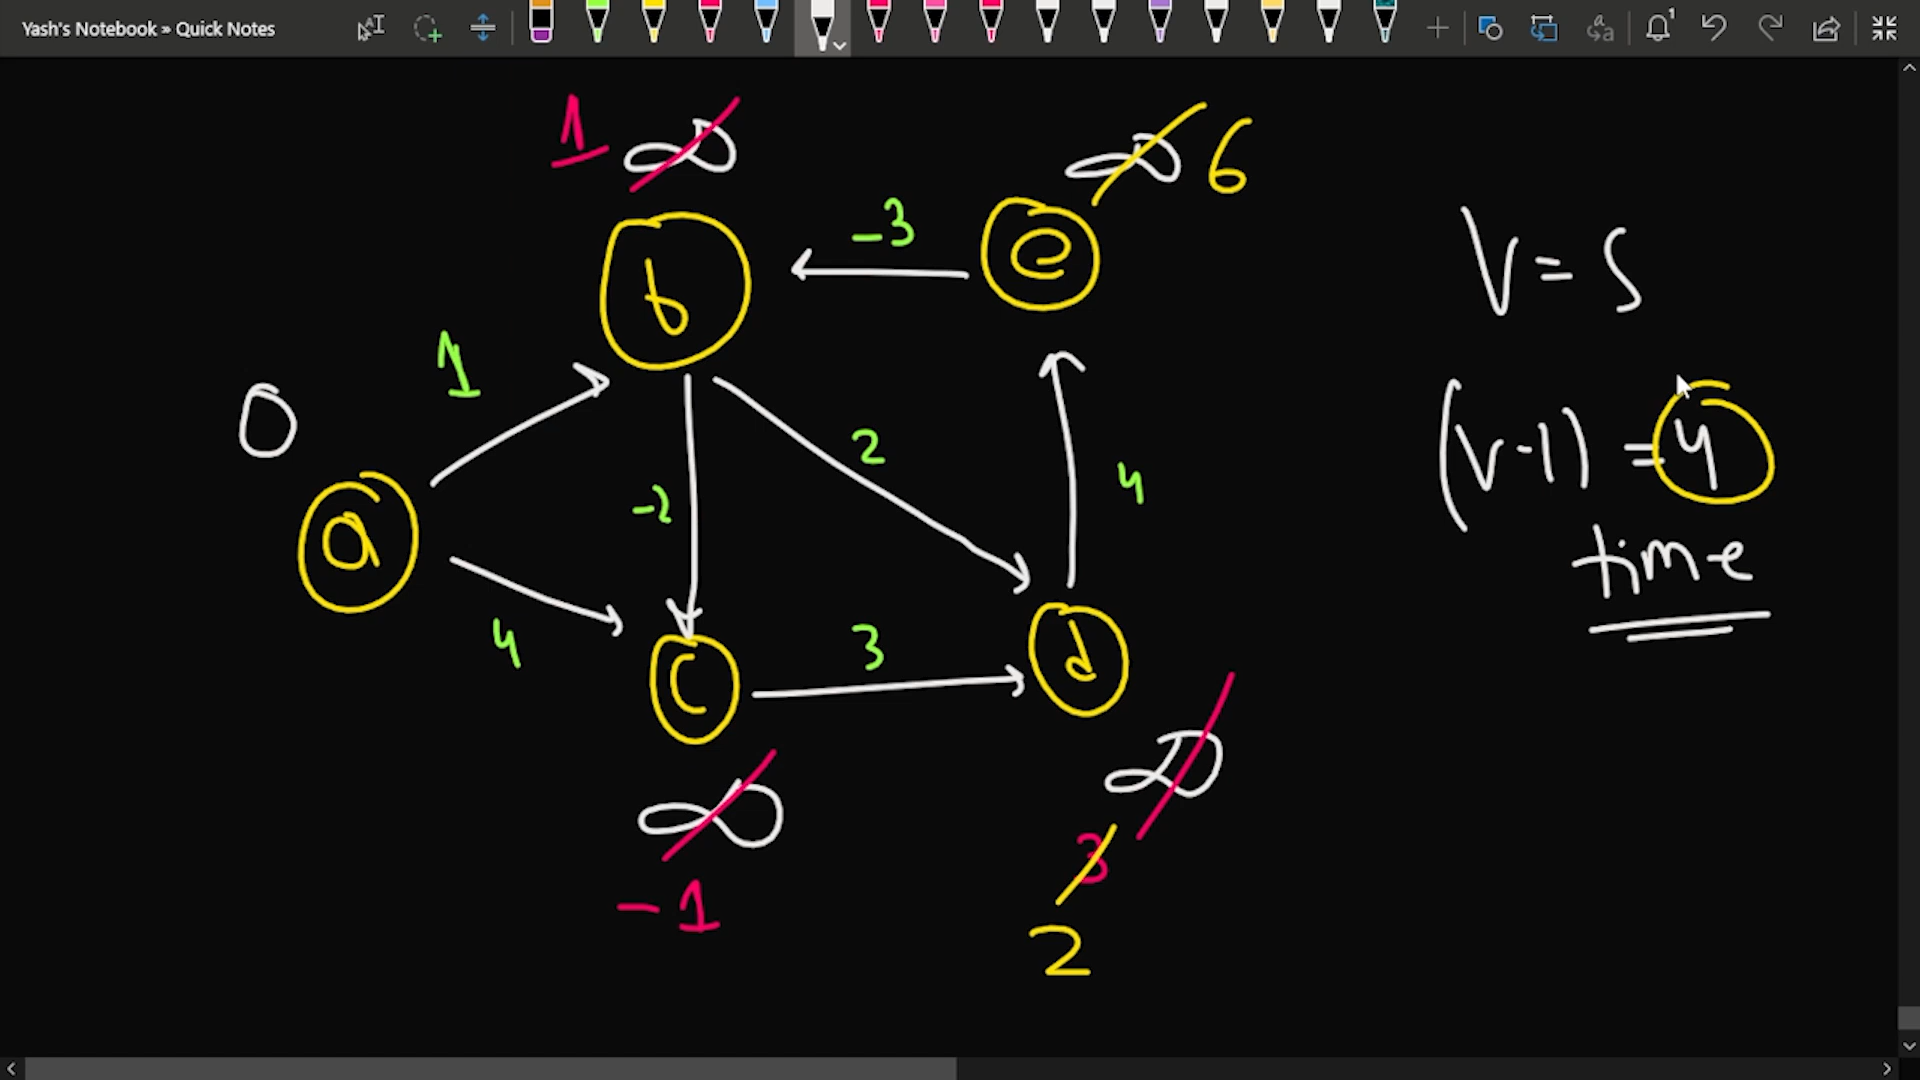 Yash's Notebook » Quick Notes
1 ∞
∞ 6
-3
b
e
V = 5
1
0
2
(V-1) = 4
time
-2
4
a
4
c
3
d
∞
-1
∞
3
2